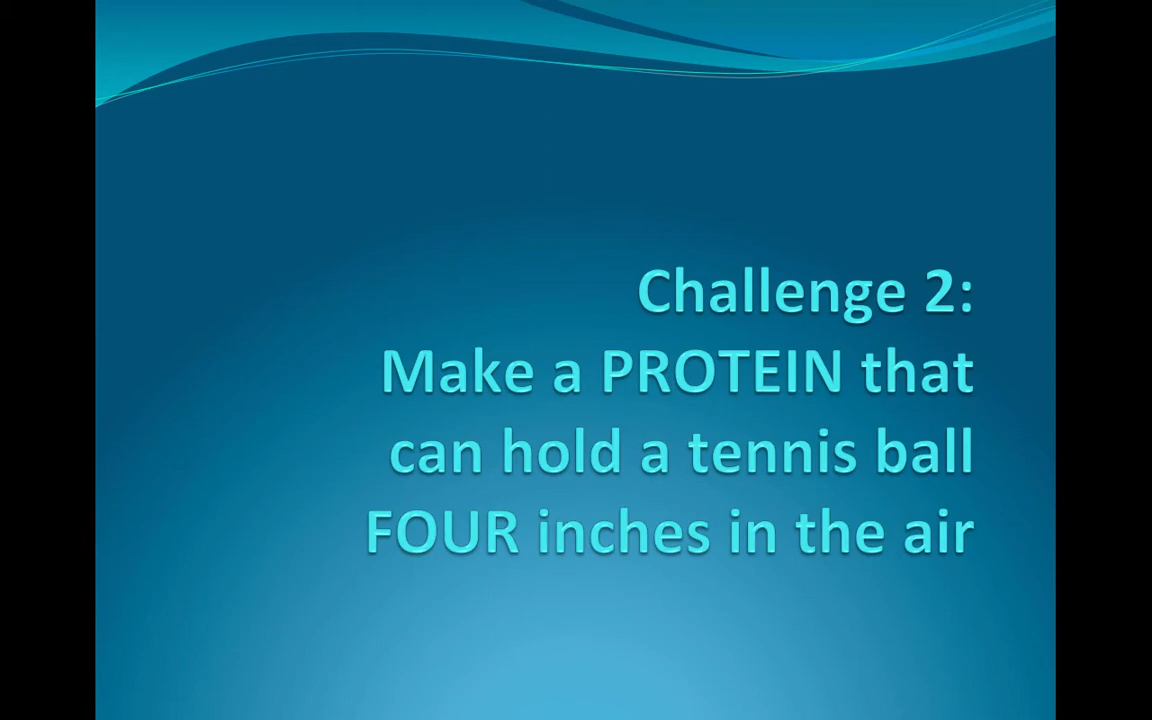 Challenge 2:
Make a PROTEIN that
can hold a tennis ball
FOUR inches in the air